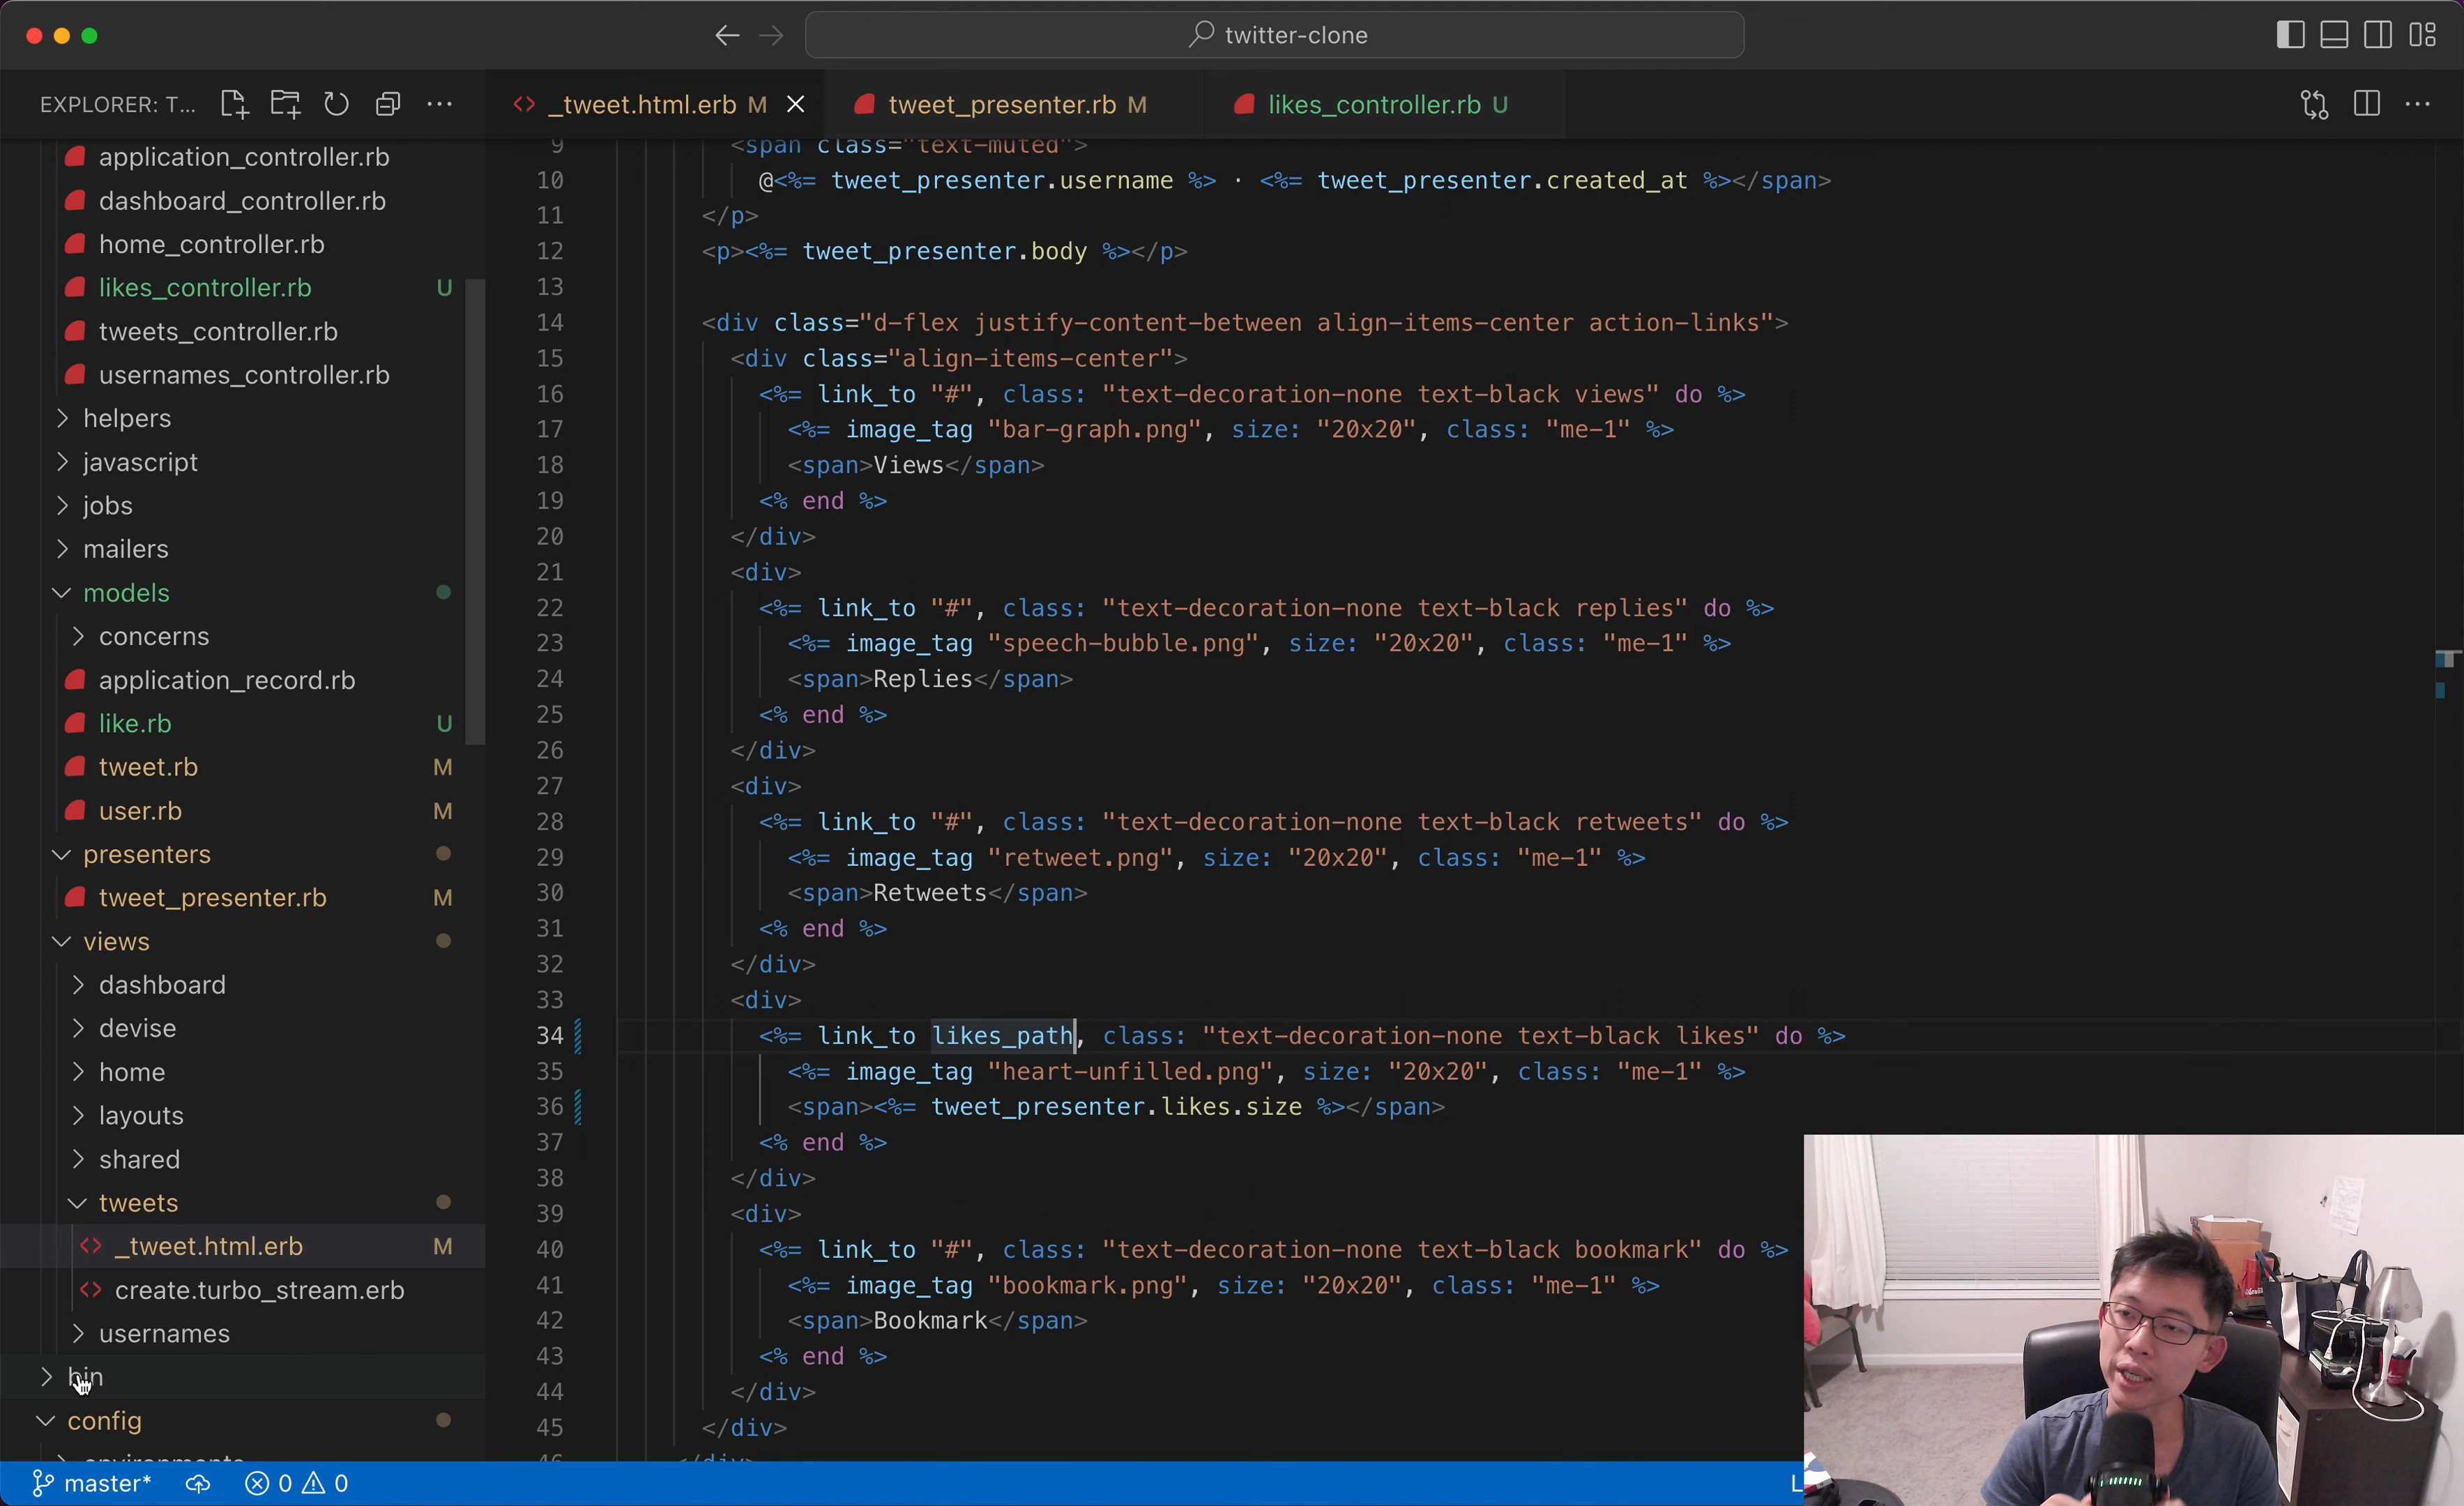 twitter-clone
EXPLORER: T...
_tweet.html.erb M
tweet_presenter.rb M
likes_controller.rb U
application_controller.rb
dashboard_controller.rb
home_controller.rb
likes_controller.rb U
tweets_controller.rb
usernames_controller.rb
helpers
javascript
jobs
mailers
models
concerns
application_record.rb
like.rb U
tweet.rb M
user.rb M
presenters
tweet_presenter.rb M
views
dashboard
devise
home
layouts
shared
tweets
_tweet.html.erb M
create.turbo_stream.erb
usernames
bin
config
environments
9 <span class="text-muted">
10 @<%= tweet_presenter.username %> · <%= tweet_presenter.created_at %></span>
11 </p>
12 <p><%= tweet_presenter.body %></p>
13
14 <div class="d-flex justify-content-between align-items-center action-links">
15 <div class="align-items-center">
16 <%= link_to "#", class: "text-decoration-none text-black views" do %>
17 <%= image_tag "bar-graph.png", size: "20x20", class: "me-1" %>
18 <span>Views</span>
19 <% end %>
20 </div>
21 <div>
22 <%= link_to "#", class: "text-decoration-none text-black replies" do %>
23 <%= image_tag "speech-bubble.png", size: "20x20", class: "me-1" %>
24 <span>Replies</span>
25 <% end %>
26 </div>
27 <div>
28 <%= link_to "#", class: "text-decoration-none text-black retweets" do %>
29 <%= image_tag "retweet.png", size: "20x20", class: "me-1" %>
30 <span>Retweets</span>
31 <% end %>
32 </div>
33 <div>
34 <%= link_to likes_path, class: "text-decoration-none text-black likes" do %>
35 <%= image_tag "heart-unfilled.png", size: "20x20", class: "me-1" %>
36 <span><%= tweet_presenter.likes.size %></span>
37 <% end %>
38 </div>
39 <div>
40 <%= link_to "#", class: "text-decoration-none text-black bookmark" do %>
41 <%= image_tag "bookmark.png", size: "20x20", class: "me-1" %>
42 <span>Bookmark</span>
43 <% end %>
44 </div>
45 </div>
46 </div>
master* 0 0